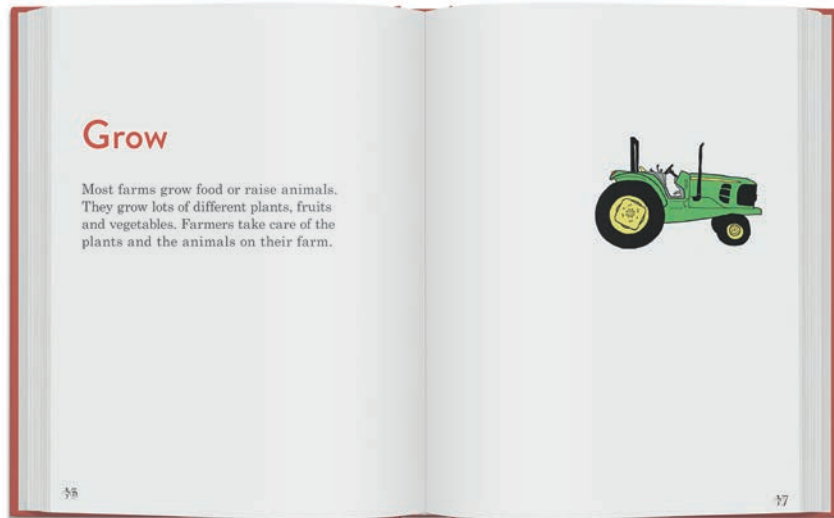 Grow
Most farms grow food or raise animals.
They grow lots of different plants, fruits
and vegetables. Farmers take care of the
plants and the animals on their farm.